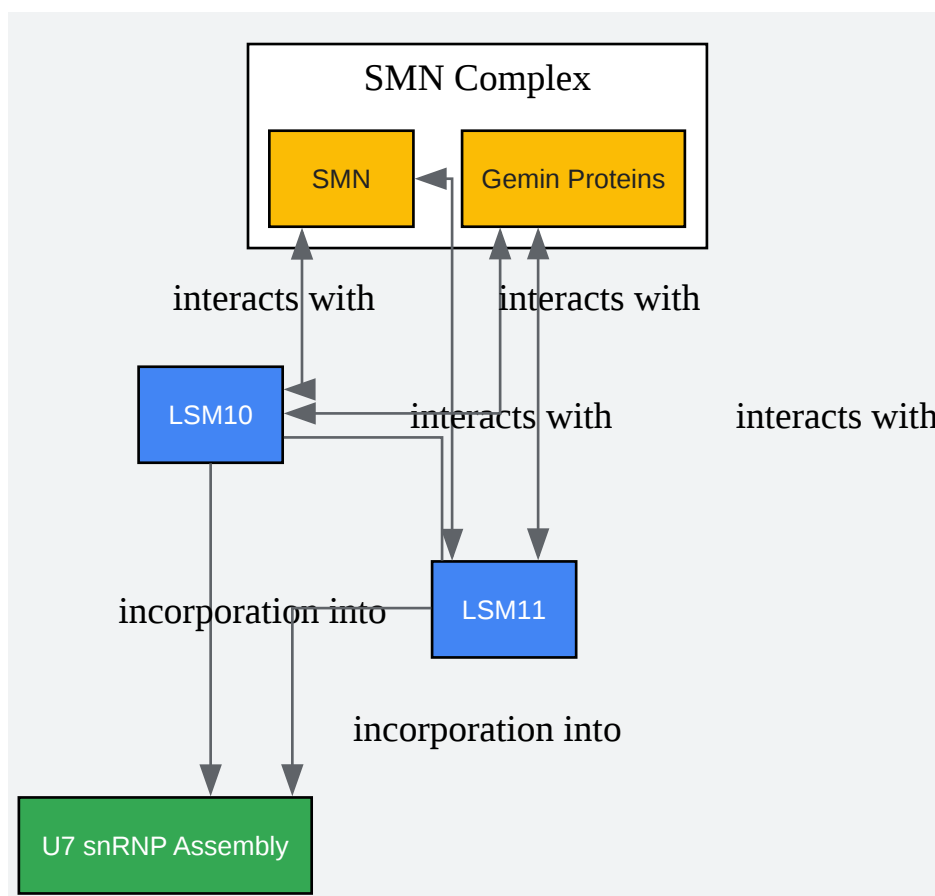 SMN Complex
SMN
Gemin Proteins
interacts with
interacts with
LSM10
interacts with
interacts with
incorporation into
LSM11
incorporation into
U7 snRNP Assembly